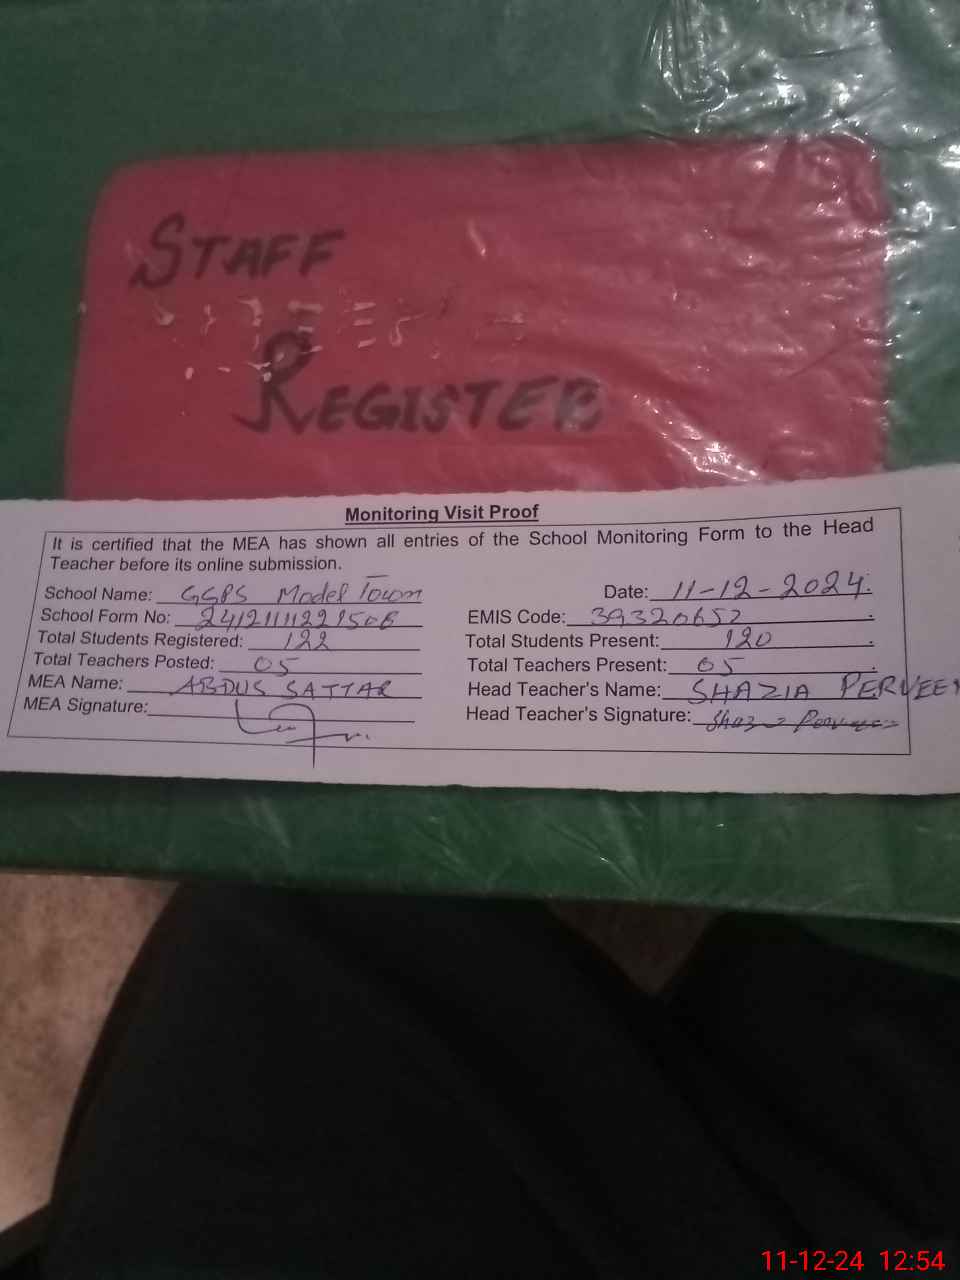 STAFF
REGISTER
Monitoring Visit Proof
It is certified that the MEA has shown all entries of the School Monitoring Form to the Head
Teacher before its online submission.
School Name: GGPS Model Town Date: 11-12-2024.
School Form No: EMIS Code: 39320652
Total Students Registered: 122 Total Students Present: 120
Total Teachers Posted: 05 Total Teachers Present: 05
MEA Name: ABDUS SATTAR Head Teacher's Name: SHAZIA PERVEEN
MEA Signature: Head Teacher's Signature:
11-12-24 12:54